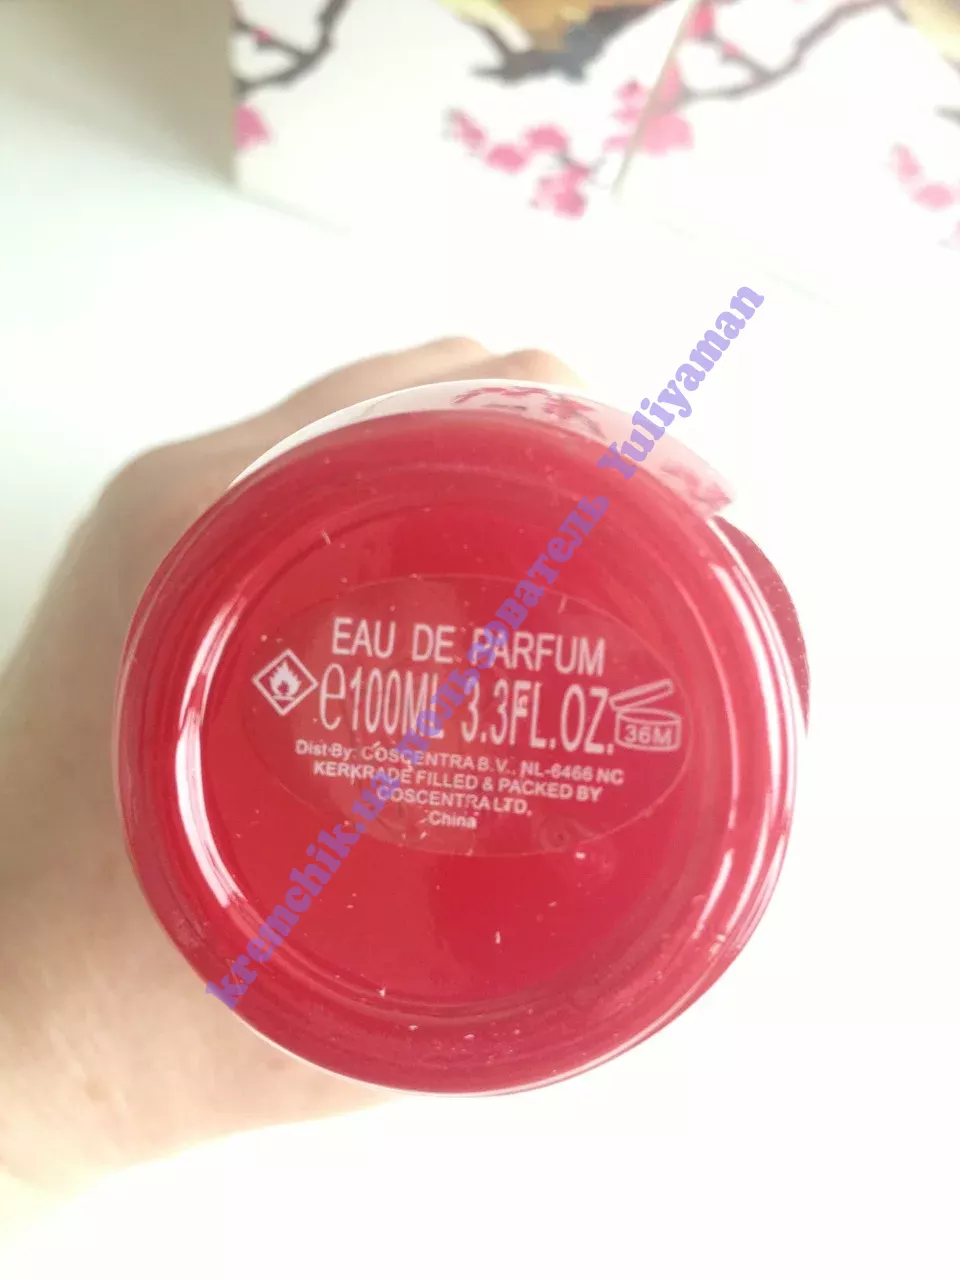 EAU DE PARFUM
℮100ML 3.3FL.OZ.
36M
Dist By: COSCENTRA B.V., NL-6466 NC
KERKRADE FILLED & PACKED BY
COSCENTRA LTD.
China
kremchik.ua пользователь Yuliyaman